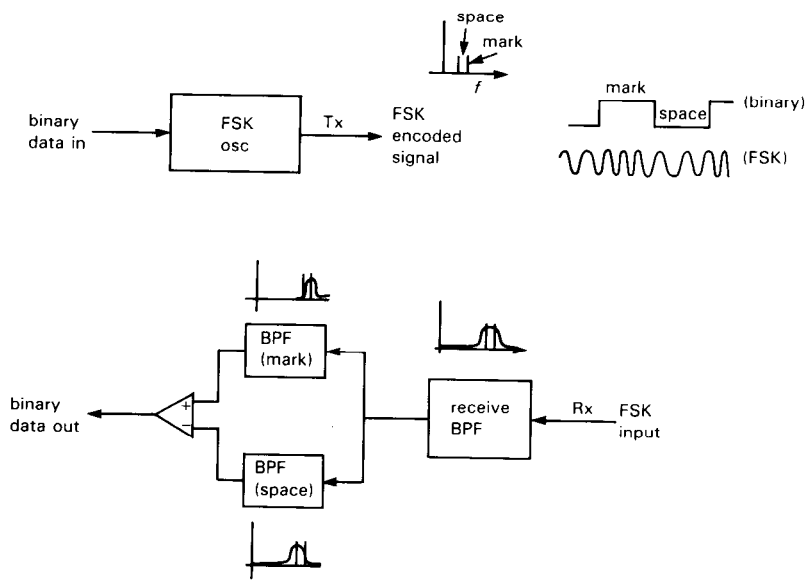 space
mark
f
binary
data in
FSK
osc
Tx
FSK
encoded
signal
mark
space
(binary)
(FSK)
BPF
(mark)
binary
data out
+
−
BPF
(space)
receive
BPF
Rx
FSK
input